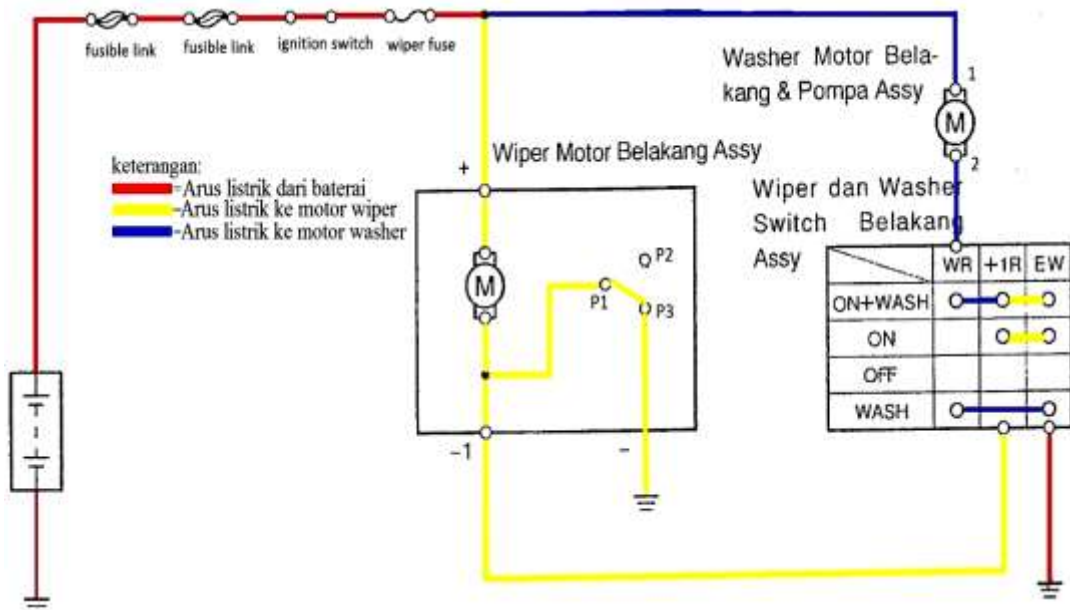 fusible link
fusible link
ignition switch
wiper fuse
Washer Motor Bela-
kang & Pompa Assy
1
M
2
keterangan:
=Arus listrik dari baterai
=Arus listrik ke motor wiper
=Arus listrik ke motor washer
+
Wiper Motor Belakang Assy
M
P1
P2
P3
-1
-
Wiper dan Washer
Switch Belakang
Assy
WR +1R EW
ON+WASH
ON
OFF
WASH